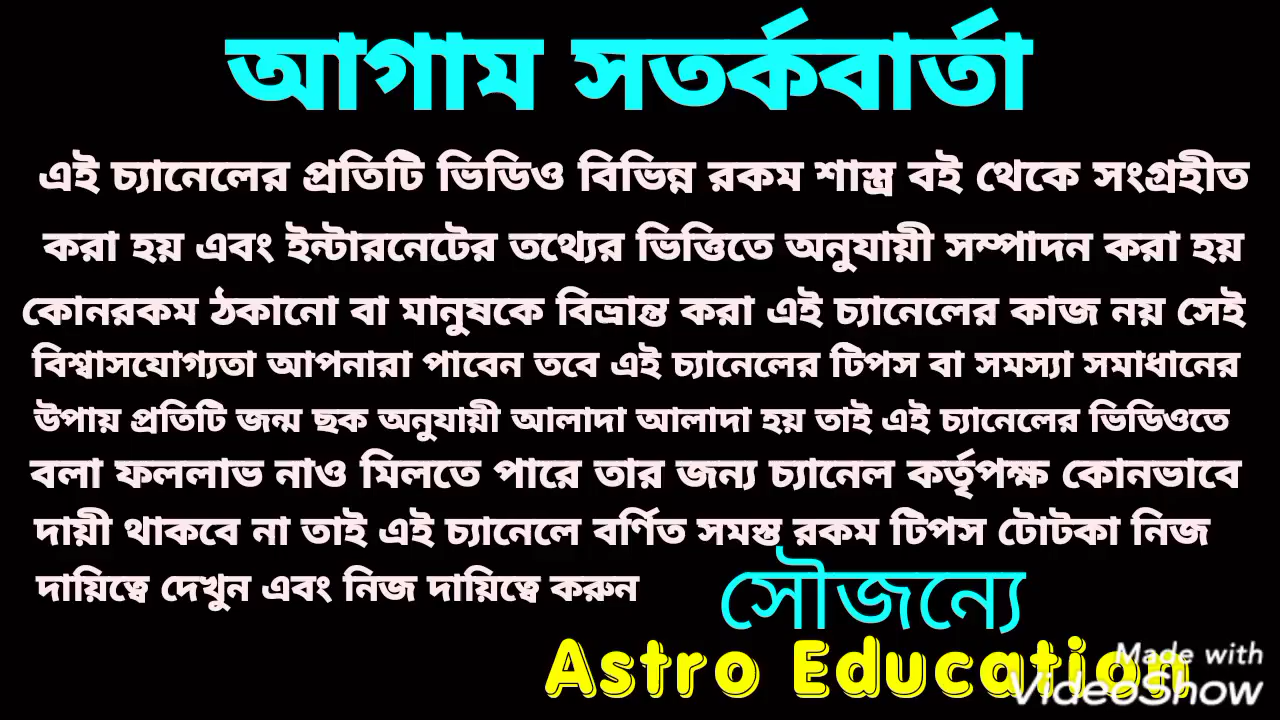 আগাম সতর্কবার্তা
এই চ্যানেলের প্রতিটি ভিডিও বিভিন্ন রকম শাস্ত্র বই থেকে সংগ্রহীত
করা হয় এবং ইন্টারনেটের তথ্যের ভিত্তিতে অনুযায়ী সম্পাদন করা হয়
কোনরকম ঠকানো বা মানুষকে বিভ্রান্ত করা এই চ্যানেলের কাজ নয় সেই
বিশ্বাসযোগ্যতা আপনারা পাবেন তবে এই চ্যানেলের টিপস বা সমস্যা সমাধানের
উপায় প্রতিটি জন্ম ছক অনুযায়ী আলাদা আলাদা হয় তাই এই চ্যানেলের ভিডিওতে
বলা ফললাভ নাও মিলতে পারে তার জন্য চ্যানেল কর্তৃপক্ষ কোনভাবে
দায়ী থাকবে না তাই এই চ্যানেলে বর্ণিত সমস্ত রকম টিপস টোটকা নিজ
দায়িত্বে দেখুন এবং নিজ দায়িত্বে করুন
সৌজন্যে
Astro Education
Made with
VideoShow